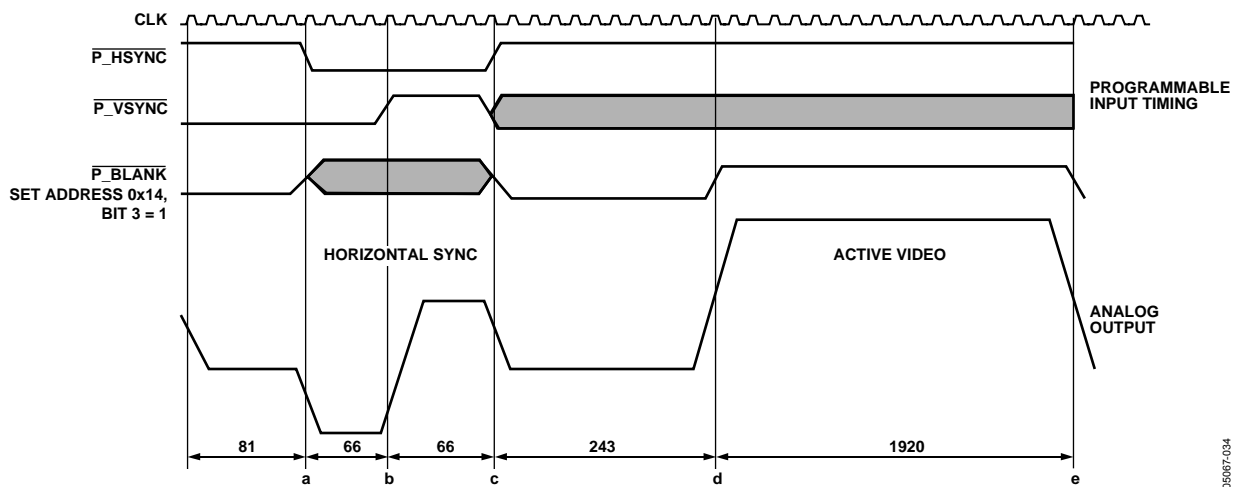 CLK
P_HSYNC
P_VSYNC
PROGRAMMABLE
INPUT TIMING
P_BLANK
SET ADDRESS 0x14,
BIT 3 = 1
HORIZONTAL SYNC
ACTIVE VIDEO
ANALOG
OUTPUT
81
66
66
243
1920
a
b
c
d
e
05067-034